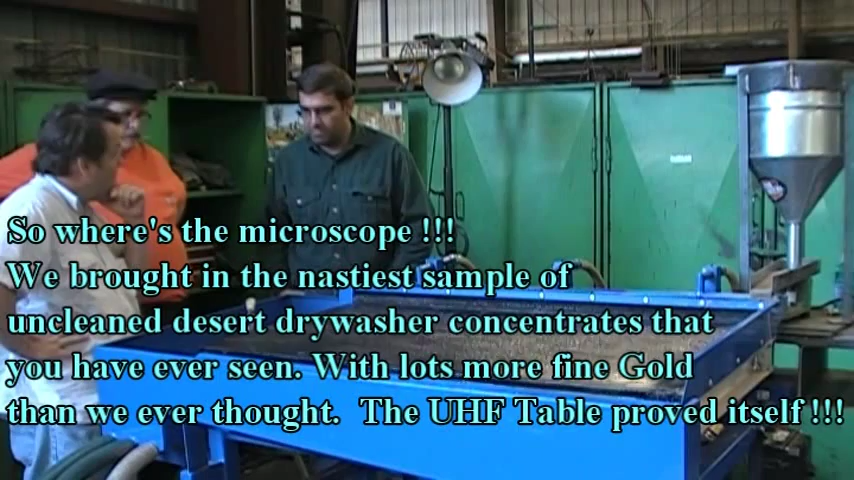 So where's the microscope !!!
We brought in the nastiest sample of
uncleaned desert drywasher concentrates that
you have ever seen. With lots more fine Gold
than we ever thought.  The UHF Table proved itself !!!